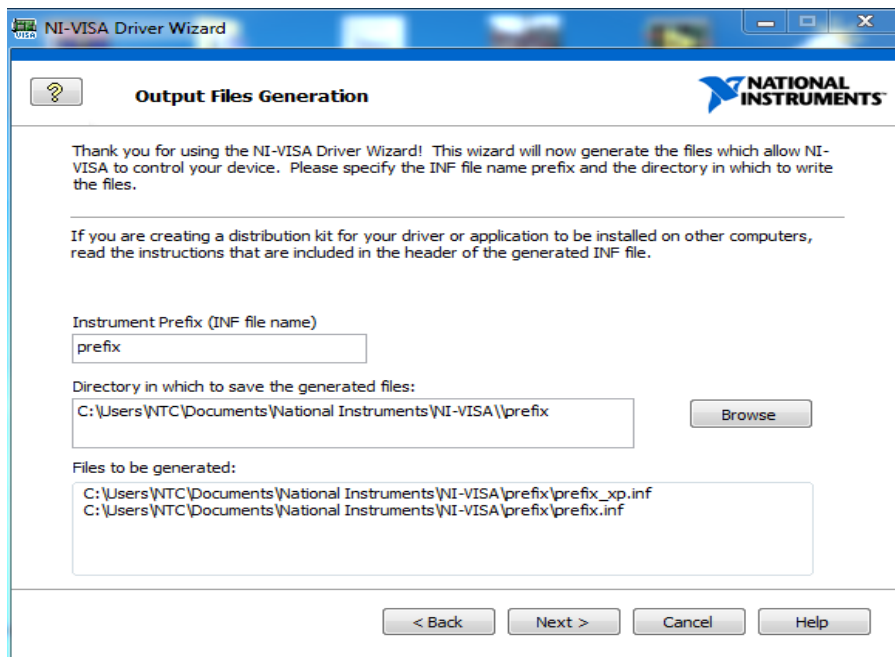 NI-VISA Driver Wizard
Output Files Generation
NATIONAL
INSTRUMENTS™
Thank you for using the NI-VISA Driver Wizard! This wizard will now generate the files which allow NI-
VISA to control your device. Please specify the INF file name prefix and the directory in which to write
the files.
If you are creating a distribution kit for your driver or application to be installed on other computers,
read the instructions that are included in the header of the generated INF file.
Instrument Prefix (INF file name)
prefix
Directory in which to save the generated files:
C:\Users\NTC\Documents\National Instruments\NI-VISA\\prefix
Browse
Files to be generated:
C:\Users\NTC\Documents\National Instruments\NI-VISA\prefix\prefix_xp.inf
C:\Users\NTC\Documents\National Instruments\NI-VISA\prefix\prefix.inf
< Back
Next >
Cancel
Help